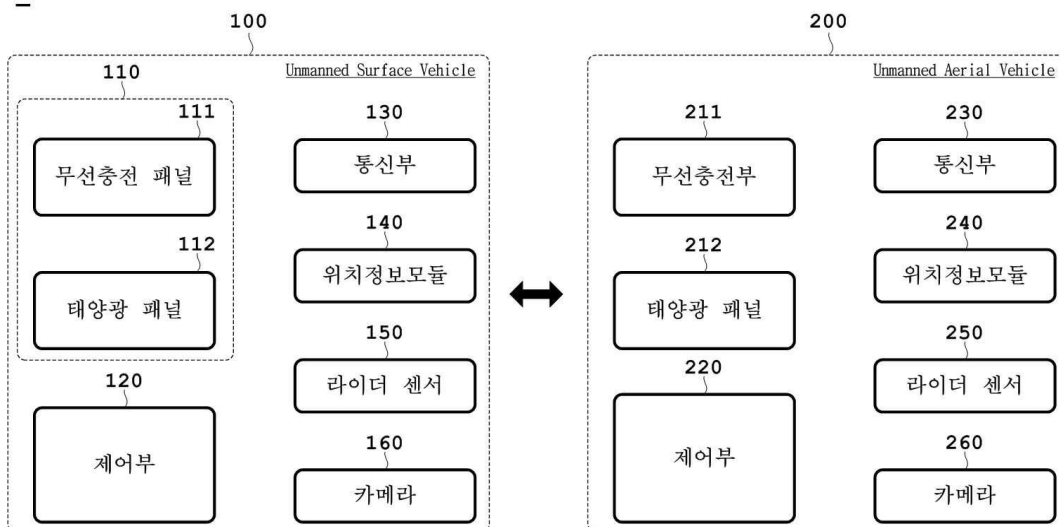 100
200
Unmanned Surface Vehicle
Unmanned Aerial Vehicle
110
111
130
211
230
무선충전 패널
통신부
무선충전부
통신부
112
140
212
240
태양광 패널
위치정보모듈
태양광 패널
위치정보모듈
120
150
220
250
제어부
라이더 센서
제어부
라이더 센서
160
260
카메라
카메라